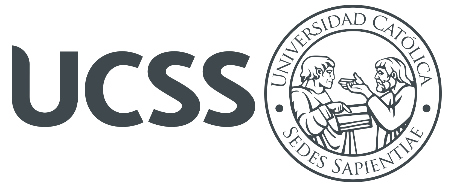 UCSS
UNIVERSIDAD CATÓLICA
SEDES SAPIENTIAE